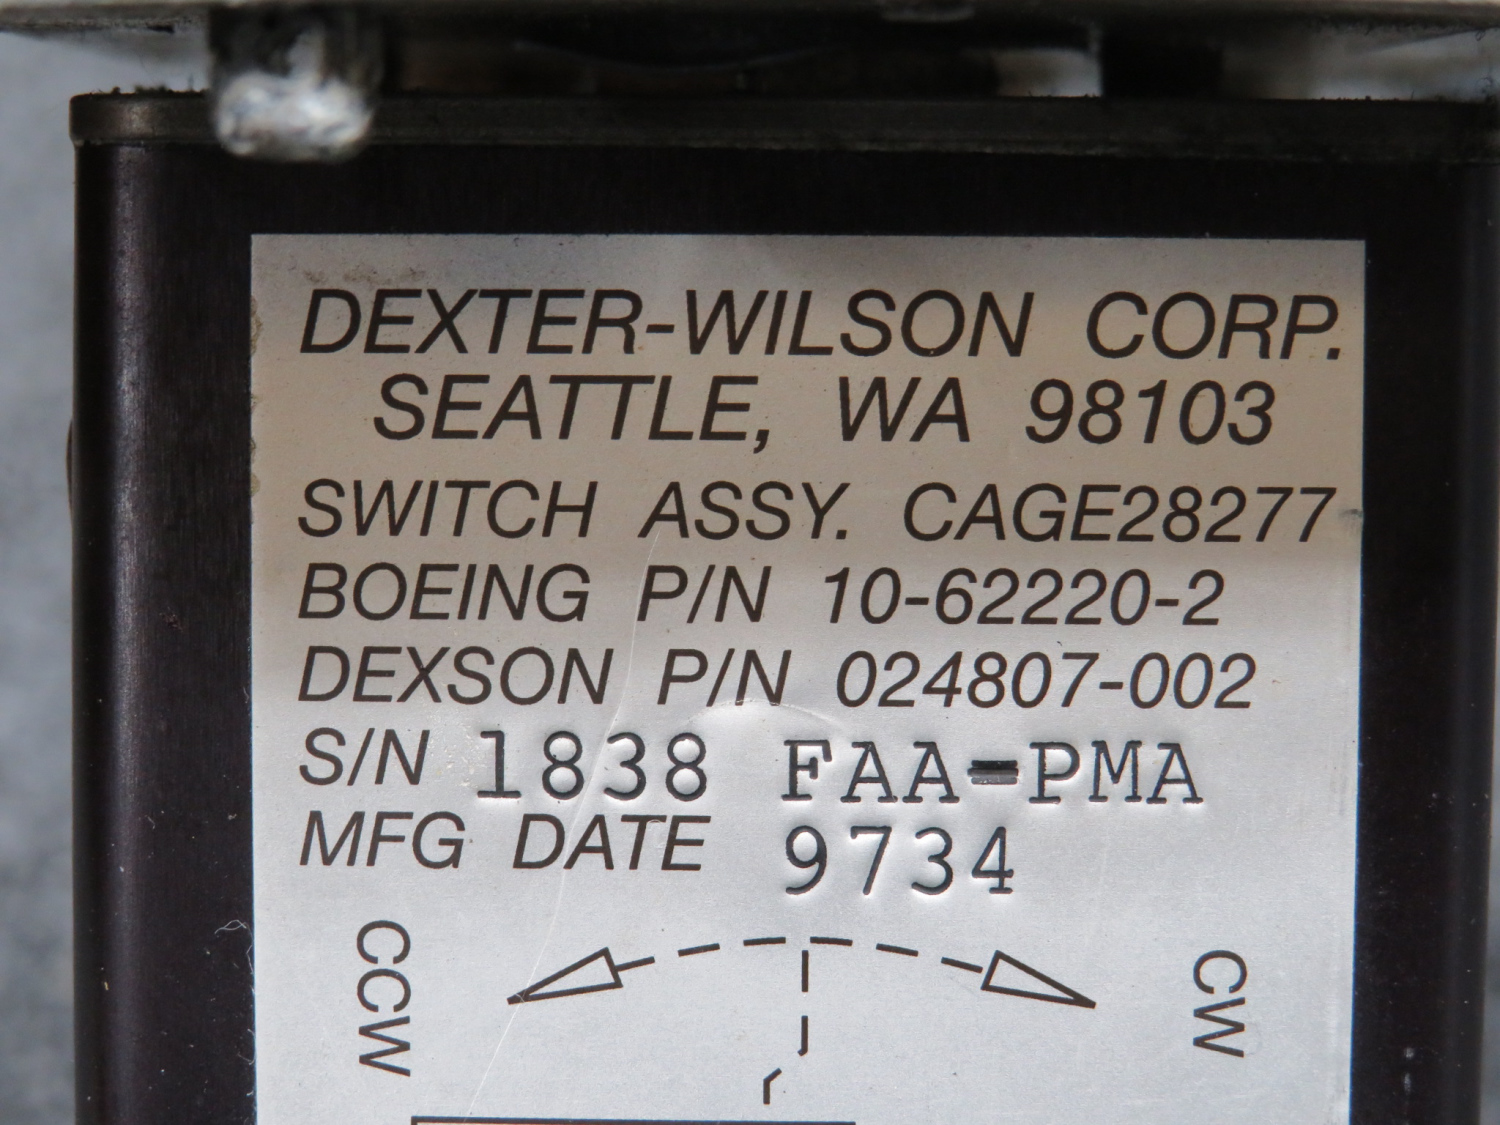 DEXTER-WILSON CORP.
SEATTLE, WA 98103
SWITCH ASSY. CAGE28277
BOEING P/N 10-62220-2
DEXSON P/N 024807-002
S/N 1838 FAA-PMA
MFG DATE 9734
CCW
CW